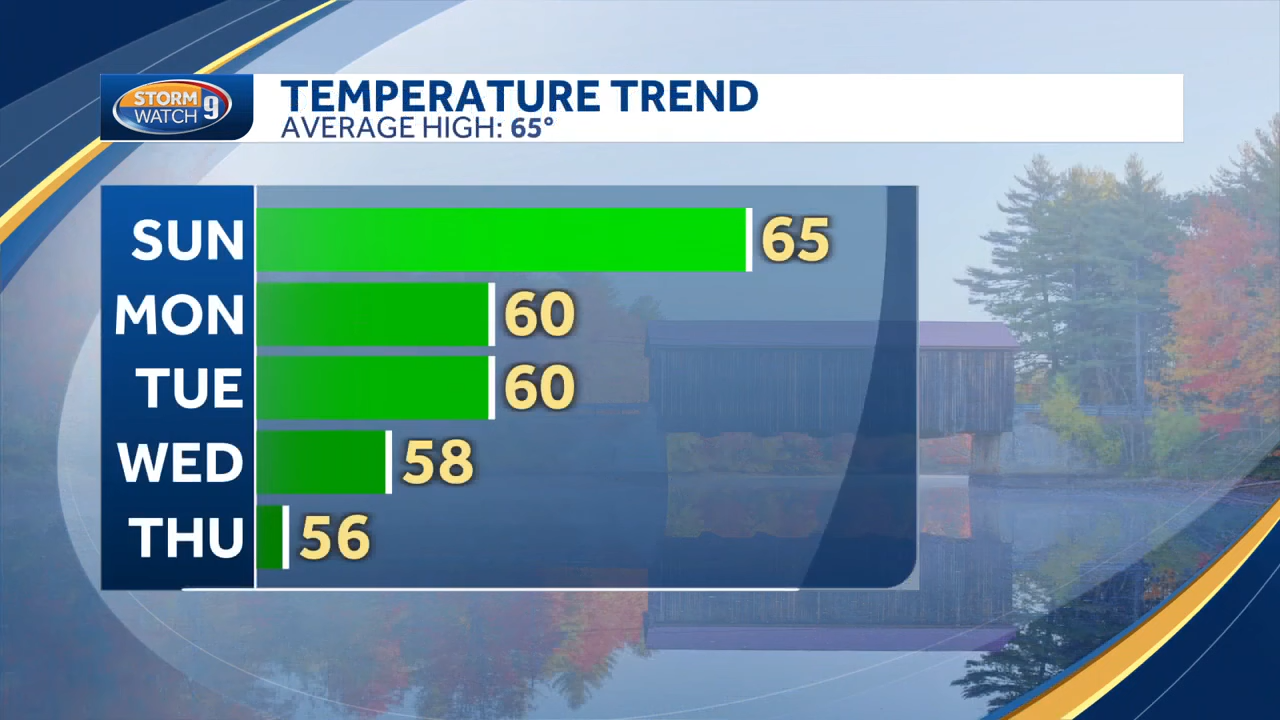 STORM
WATCH 9
TEMPERATURE TREND
AVERAGE HIGH: 65°
SUN 65
MON 60
TUE 60
WED 58
THU 56